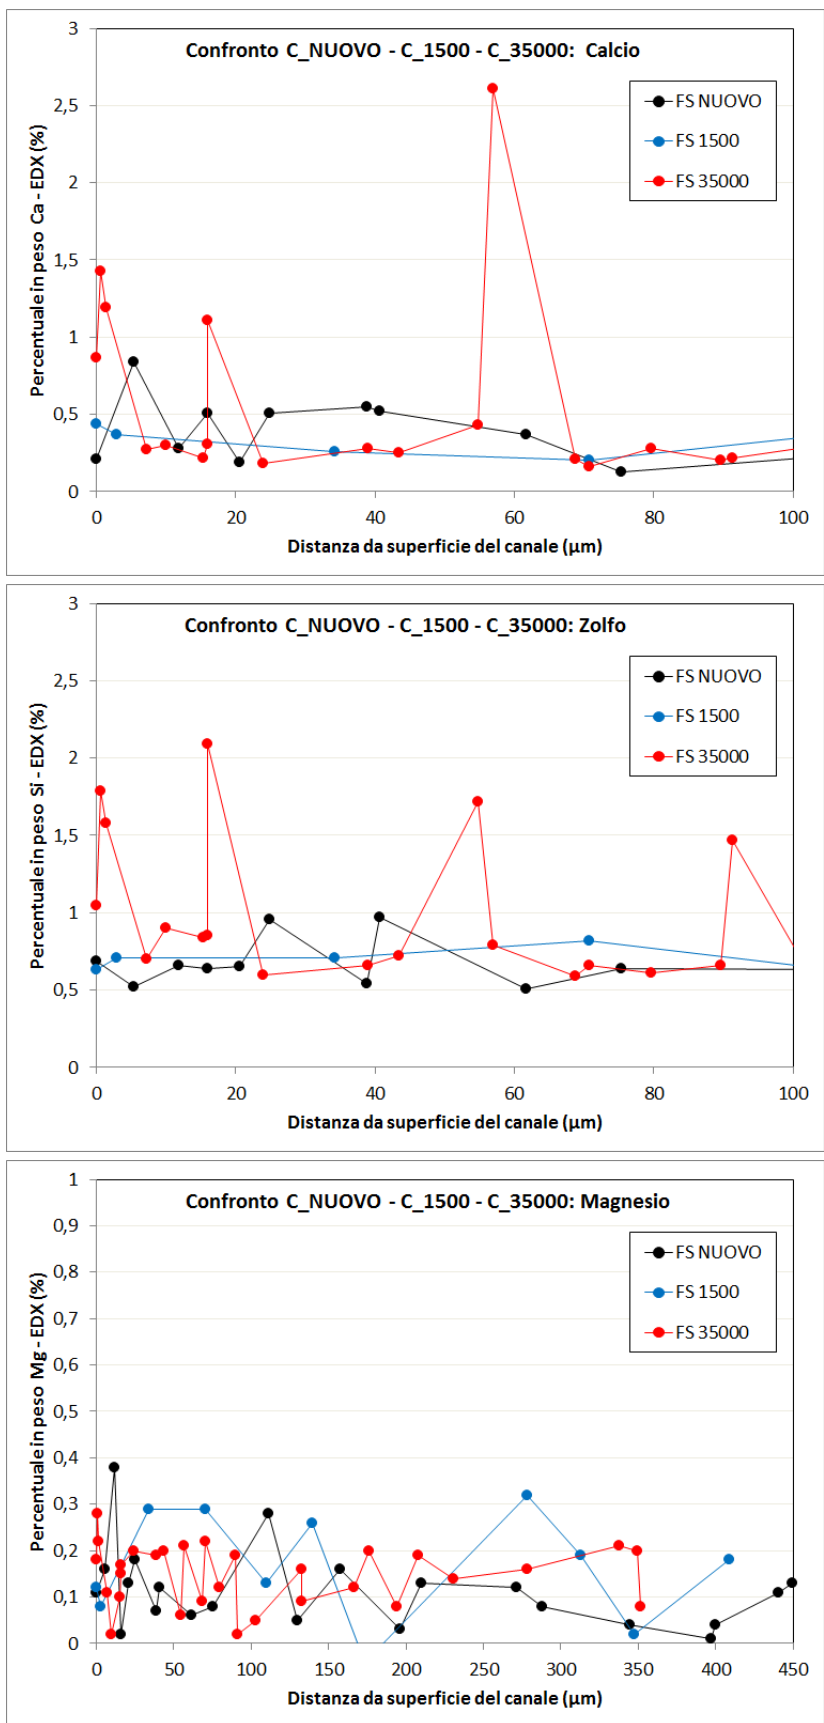 Confronto C_NUOVO - C_1500 - C_35000: Calcio
Percentuale in peso Ca - EDX (%)
3
2,5
2
1,5
1
0,5
0
FS NUOVO
FS 1500
FS 35000
0 20 40 60 80 100
Distanza da superficie del canale (µm)
Confronto C_NUOVO - C_1500 - C_35000: Zolfo
Percentuale in peso Si - EDX (%)
3
2,5
2
1,5
1
0,5
0
FS NUOVO
FS 1500
FS 35000
0 20 40 60 80 100
Distanza da superficie del canale (µm)
Confronto C_NUOVO - C_1500 - C_35000: Magnesio
Percentuale in peso Mg - EDX (%)
1
0,9
0,8
0,7
0,6
0,5
0,4
0,3
0,2
0,1
0
FS NUOVO
FS 1500
FS 35000
0 50 100 150 200 250 300 350 400 450
Distanza da superficie del canale (µm)